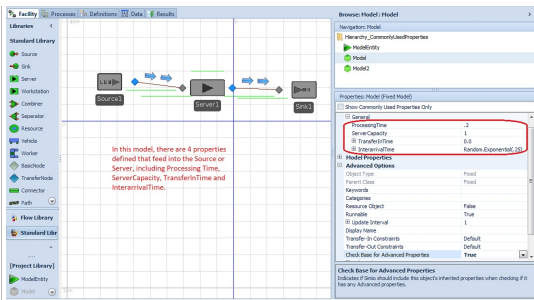 Facility
Processes
Definitions
Data
Results
Libraries
Standard Library
Source
Sink
Server
Workstation
Combiner
Separator
Resource
Vehicle
Worker
BasicNode
TransferNode
Connector
Path
Flow Library
Standard Libr
[Project Library]
ModelEntity
Model
Source1
Server1
Sink1
In this model, there are 4 properties
defined that feed into the Source or
Server, including Processing Time,
ServerCapacity, TransferInTime and
InterarrivalTime.
Browse: Model : Model
Navigation: Model
Hierarchy_CommonlyUsedProperties
ModelEntity
Model
Model2
Properties: Model (Fixed Model)
Show Commonly Used Properties Only
General
ProcessingTime .2
ServerCapacity 1
TransferInTime 0.0
InterarrivalTime Random.Exponential(.25)
Model Properties
Advanced Options
Object Type Fixed
Parent Class Fixed
Keywords
Categories
Resource Object False
Runnable True
Update Interval 1
Display Name
Transfer-In Constraints Default
Transfer-Out Constraints Default
Check Base for Advanced Properties True
Check Base for Advanced Properties
Indicates if Simio should include this object's inherited properties when checking if it
has any Advanced properties.